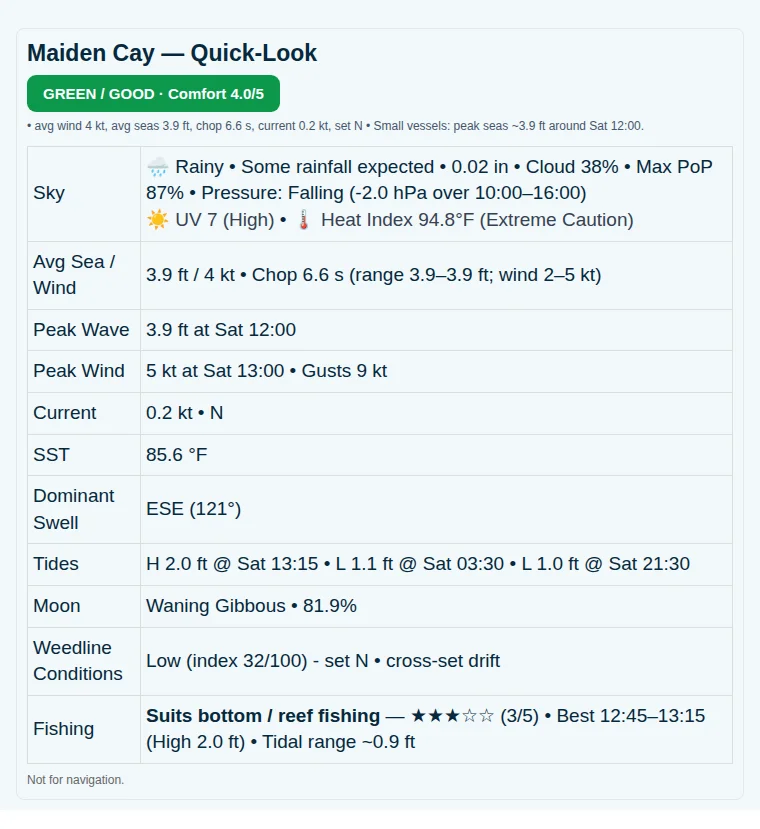 Maiden Cay — Quick-Look
GREEN / GOOD · Comfort 4.0/5
• avg wind 4 kt, avg seas 3.9 ft, chop 6.6 s, current 0.2 kt, set N • Small vessels: peak seas ~3.9 ft around Sat 12:00.
Sky
🌧️ Rainy • Some rainfall expected • 0.02 in • Cloud 38% • Max PoP
87% • Pressure: Falling (-2.0 hPa over 10:00–16:00)
☀️ UV 7 (High) • 🌡️ Heat Index 94.8°F (Extreme Caution)
Avg Sea /
Wind
3.9 ft / 4 kt • Chop 6.6 s (range 3.9–3.9 ft; wind 2–5 kt)
Peak Wave
3.9 ft at Sat 12:00
Peak Wind
5 kt at Sat 13:00 • Gusts 9 kt
Current
0.2 kt • N
SST
85.6 °F
Dominant
Swell
ESE (121°)
Tides
H 2.0 ft @ Sat 13:15 • L 1.1 ft @ Sat 03:30 • L 1.0 ft @ Sat 21:30
Moon
Waning Gibbous • 81.9%
Weedline
Conditions
Low (index 32/100) - set N • cross-set drift
Fishing
Suits bottom / reef fishing — ★★★☆☆ (3/5) • Best 12:45–13:15
(High 2.0 ft) • Tidal range ~0.9 ft
Not for navigation.